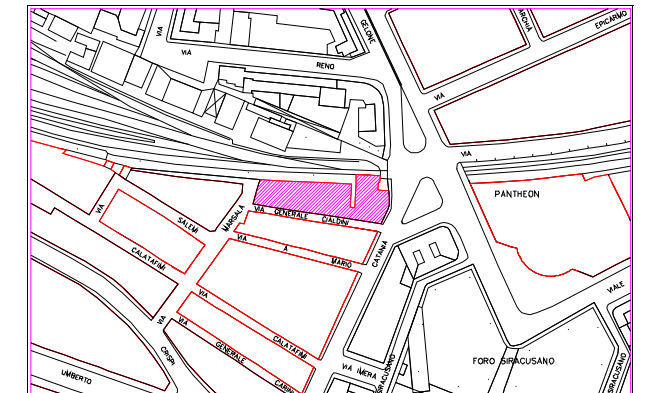 VIA
GELONE
ARCHIA
EPICARMO
VIA
RENO
VIA
VIA
PANTHEON
VIA
SALEMI
MARSALA
VIA GENERALE CIALDINI
CALATAFIMI
VIA A MARIO
CATANIA
VIALE
VIA
CALATAFIMI
VIA
VIA
GENERALE
CARINI
CRISPI
UMBERTO
VIA IMERA
SIRACUSANO
FORO SIRACUSANO
SIRACUSANO